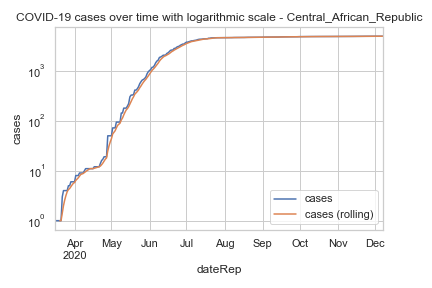 COVID-19 cases over time with logarithmic scale - Central_African_Republic
cases
10³
10²
10¹
10⁰
cases
cases (rolling)
Apr May Jun Jul Aug Sep Oct Nov Dec
2020
dateRep